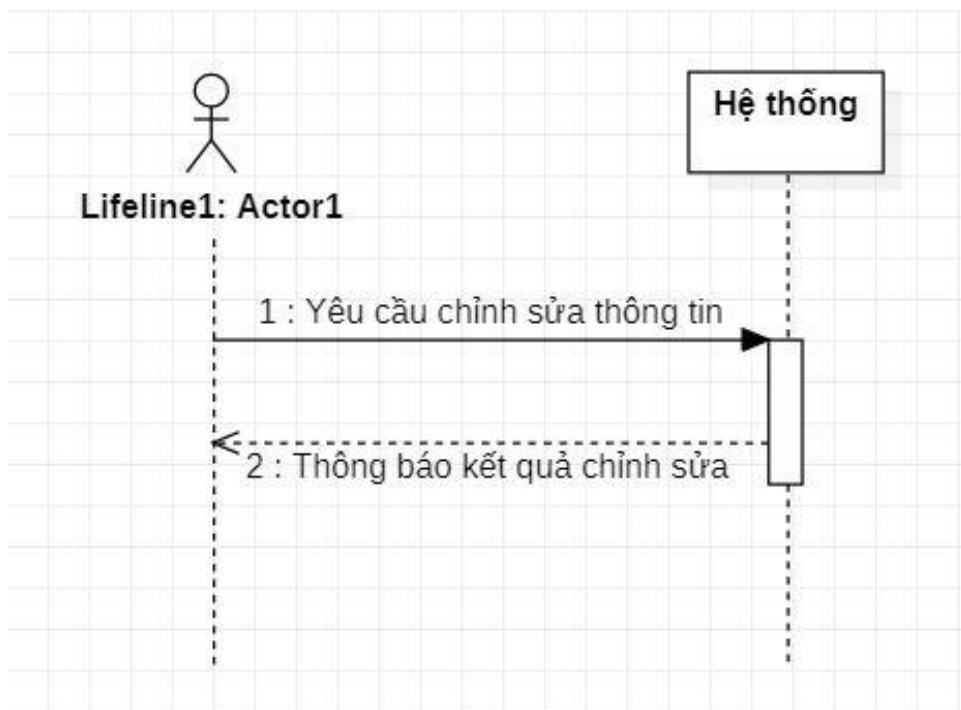 Hệ thống
Lifeline1: Actor1
1 : Yêu cầu chỉnh sửa thông tin
2 : Thông báo kết quả chỉnh sửa